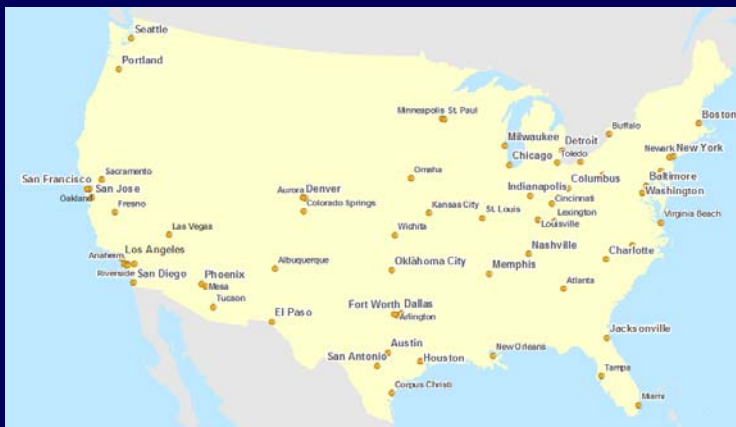 Seattle
Portland
Minneapolis St. Paul
Buffalo
Boston
Milwaukee
Detroit
Chicago
Toledo
Newark New York
San Francisco
Sacramento
San Jose
Oakland
Fresno
Omaha
Aurora Denver
Colorado Springs
Indianapolis
Columbus
Baltimore
Washington
Cincinnati
Kansas City
St. Louis
Lexington
Louisville
Virginia Beach
Las Vegas
Wichita
Nashville
Charlotte
Anaheim
Los Angeles
Riverside
San Diego
Phoenix
Mesa
Tucson
Albuquerque
Oklahoma City
Memphis
Atlanta
El Paso
Fort Worth
Dallas
Arlington
Jacksonville
Austin
San Antonio
Houston
New Orleans
Tampa
Corpus Christi
Miami